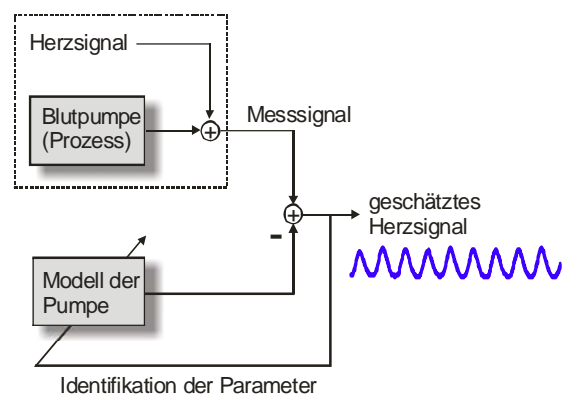 Herzsignal
Blutpumpe
(Prozess)
+
Messsignal
+
-
geschätztes
Herzsignal
Modell der
Pumpe
Identifikation der Parameter